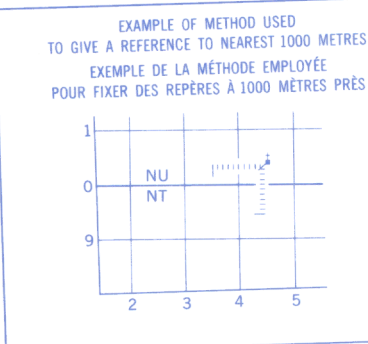 EXAMPLE OF METHOD USED
TO GIVE A REFERENCE TO NEAREST 1000 METRES
EXEMPLE DE LA MÉTHODE EMPLOYÉE
POUR FIXER DES REPÈRES À 1000 MÈTRES PRÈS
1
NU
0
NT
9
2 3 4 5